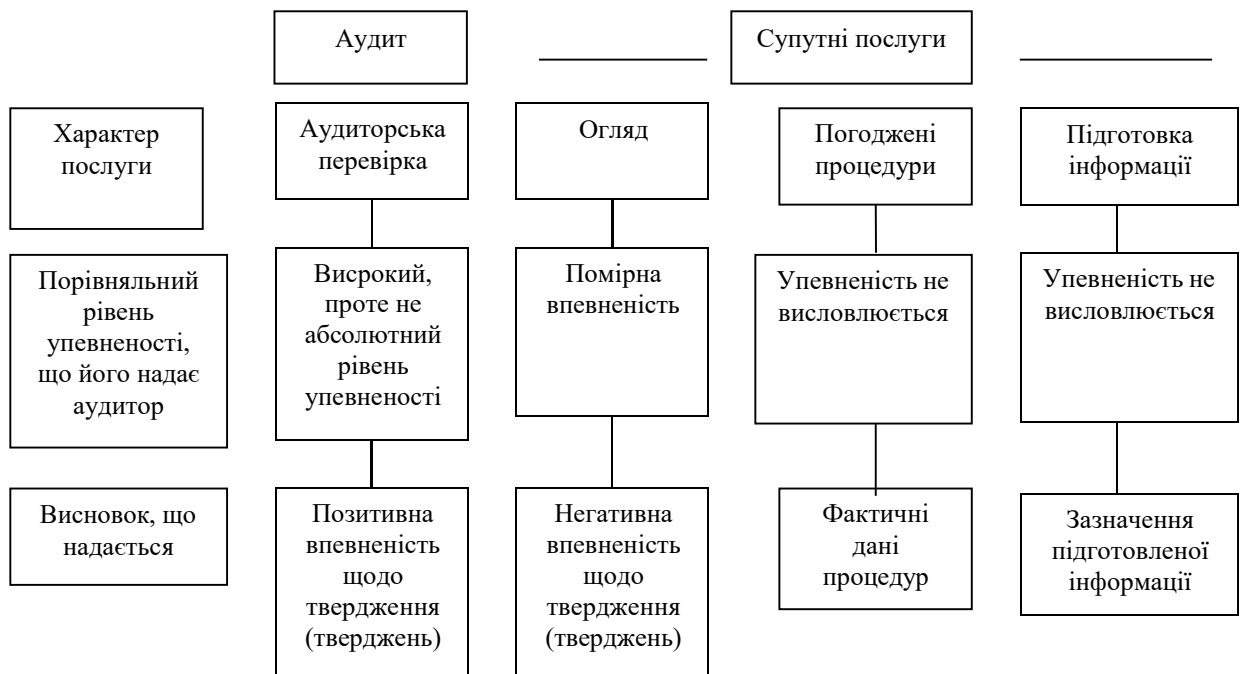 Аудит
Супутні послуги
Характер
послуги
Аудиторська
перевірка
Огляд
Погоджені
процедури
Підготовка
інформації
Порівняльний
рівень
упевненості,
що його надає
аудитор
Висрокий,
проте не
абсолютний
рівень
упевненості
Помірна
впевненість
Упевненість не
висловлюється
Упевненість не
висловлюється
Висновок, що
надається
Позитивна
впевненість
щодо
твердження
(тверджень)
Негативна
впевненість
щодо
твердження
(тверджень)
Фактичні
дані
процедур
Зазначення
підготовленої
інформації